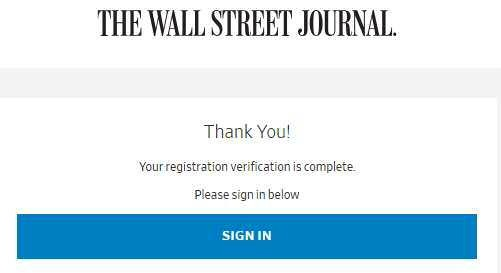 THE WALL STREET JOURNAL.
Thank You!
Your registration verification is complete.
Please sign in below
SIGN IN